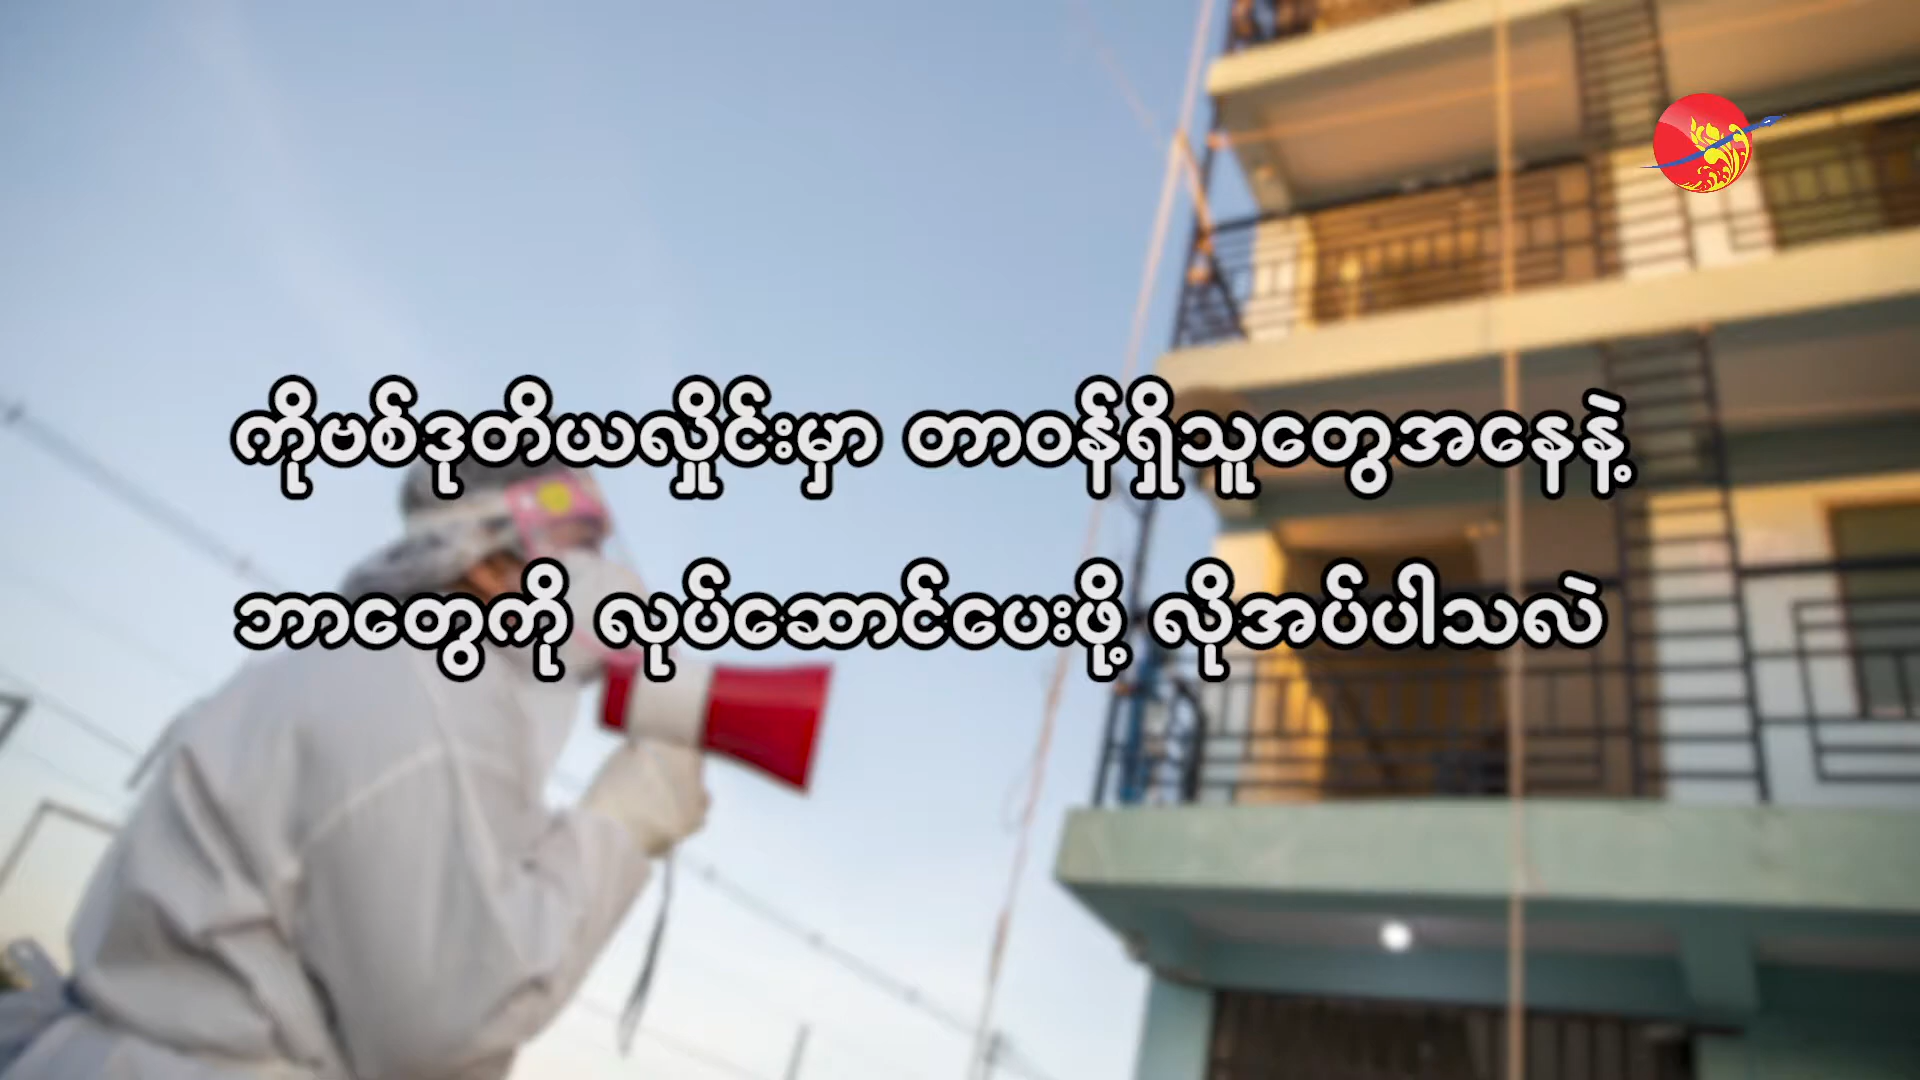 ကိုဗစ်ဒုတိယလှိုင်းမှာ တာဝန်ရှိသူတွေအနေနဲ့
ဘာတွေကို လုပ်ဆောင်ပေးဖို့ လိုအပ်ပါသလဲ